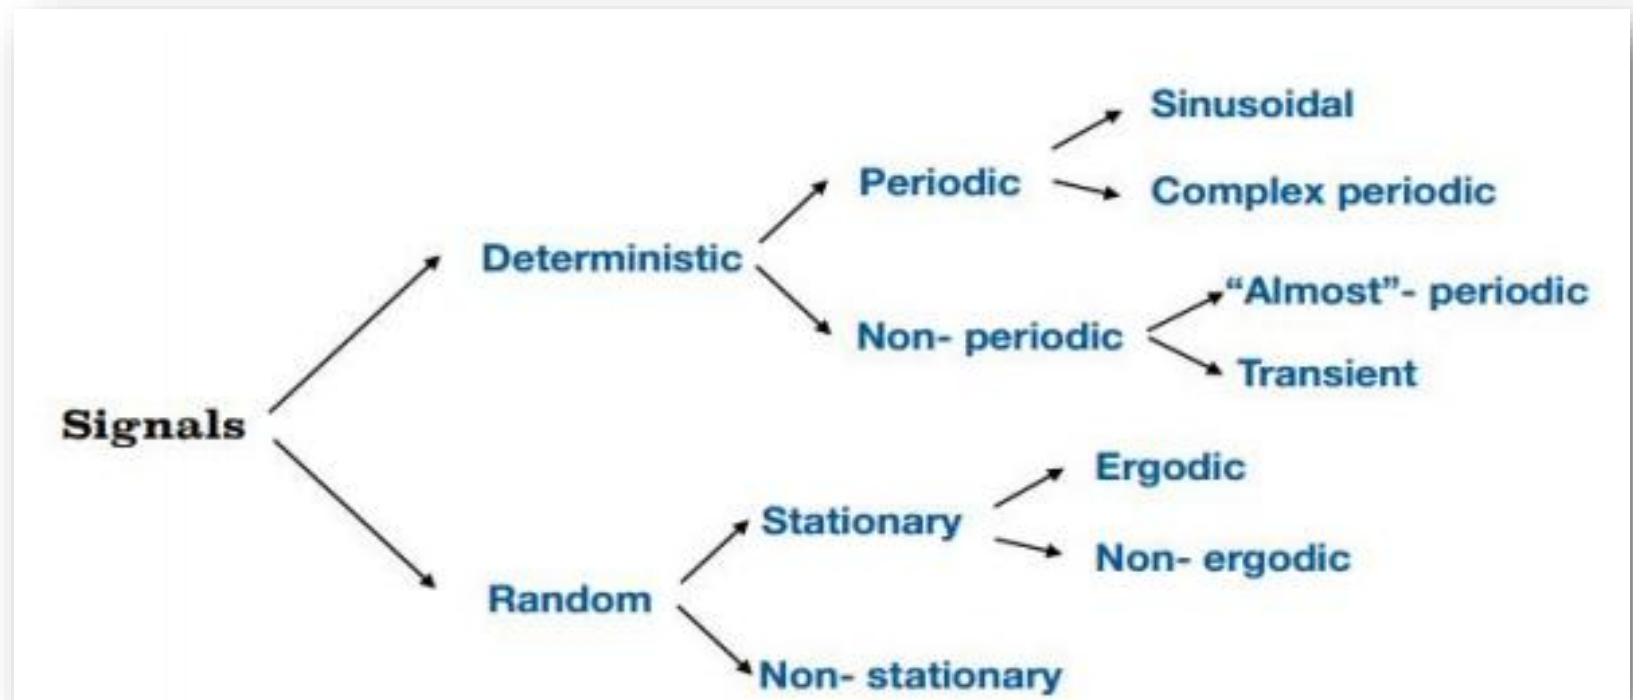 Sinusoidal
Periodic
Complex periodic
Deterministic
“Almost”- periodic
Non- periodic
Transient
Signals
Ergodic
Stationary
Non- ergodic
Random
Non- stationary